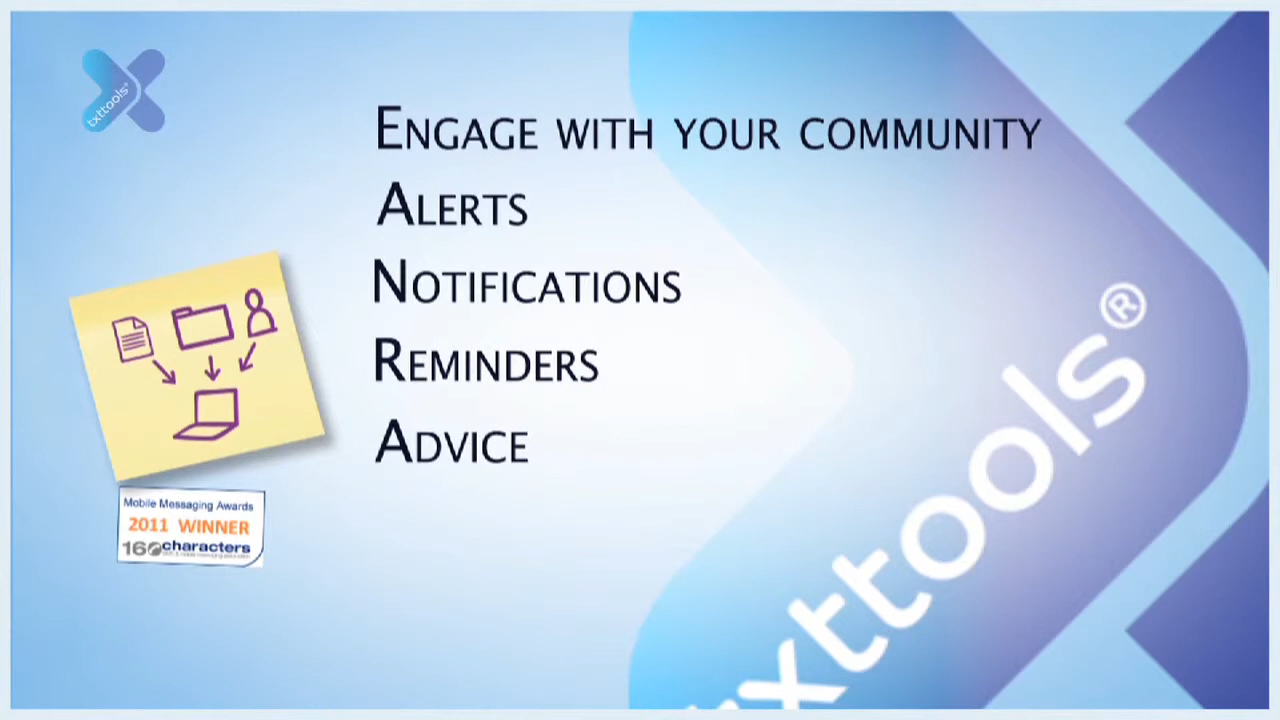 txttools®
ENGAGE WITH YOUR COMMUNITY
ALERTS
NOTIFICATIONS
REMINDERS
ADVICE
Mobile Messaging Awards
2011 WINNER
160characters
txttools®